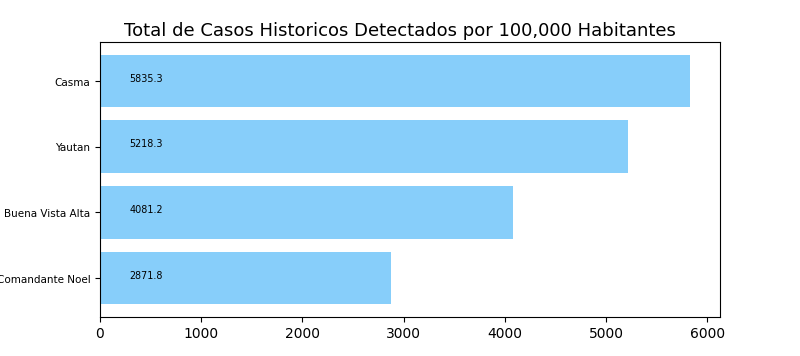 Total de Casos Historicos Detectados por 100,000 Habitantes
Casma
5835.3
Yautan
5218.3
Buena Vista Alta
4081.2
Comandante Noel
2871.8
0 1000 2000 3000 4000 5000 6000